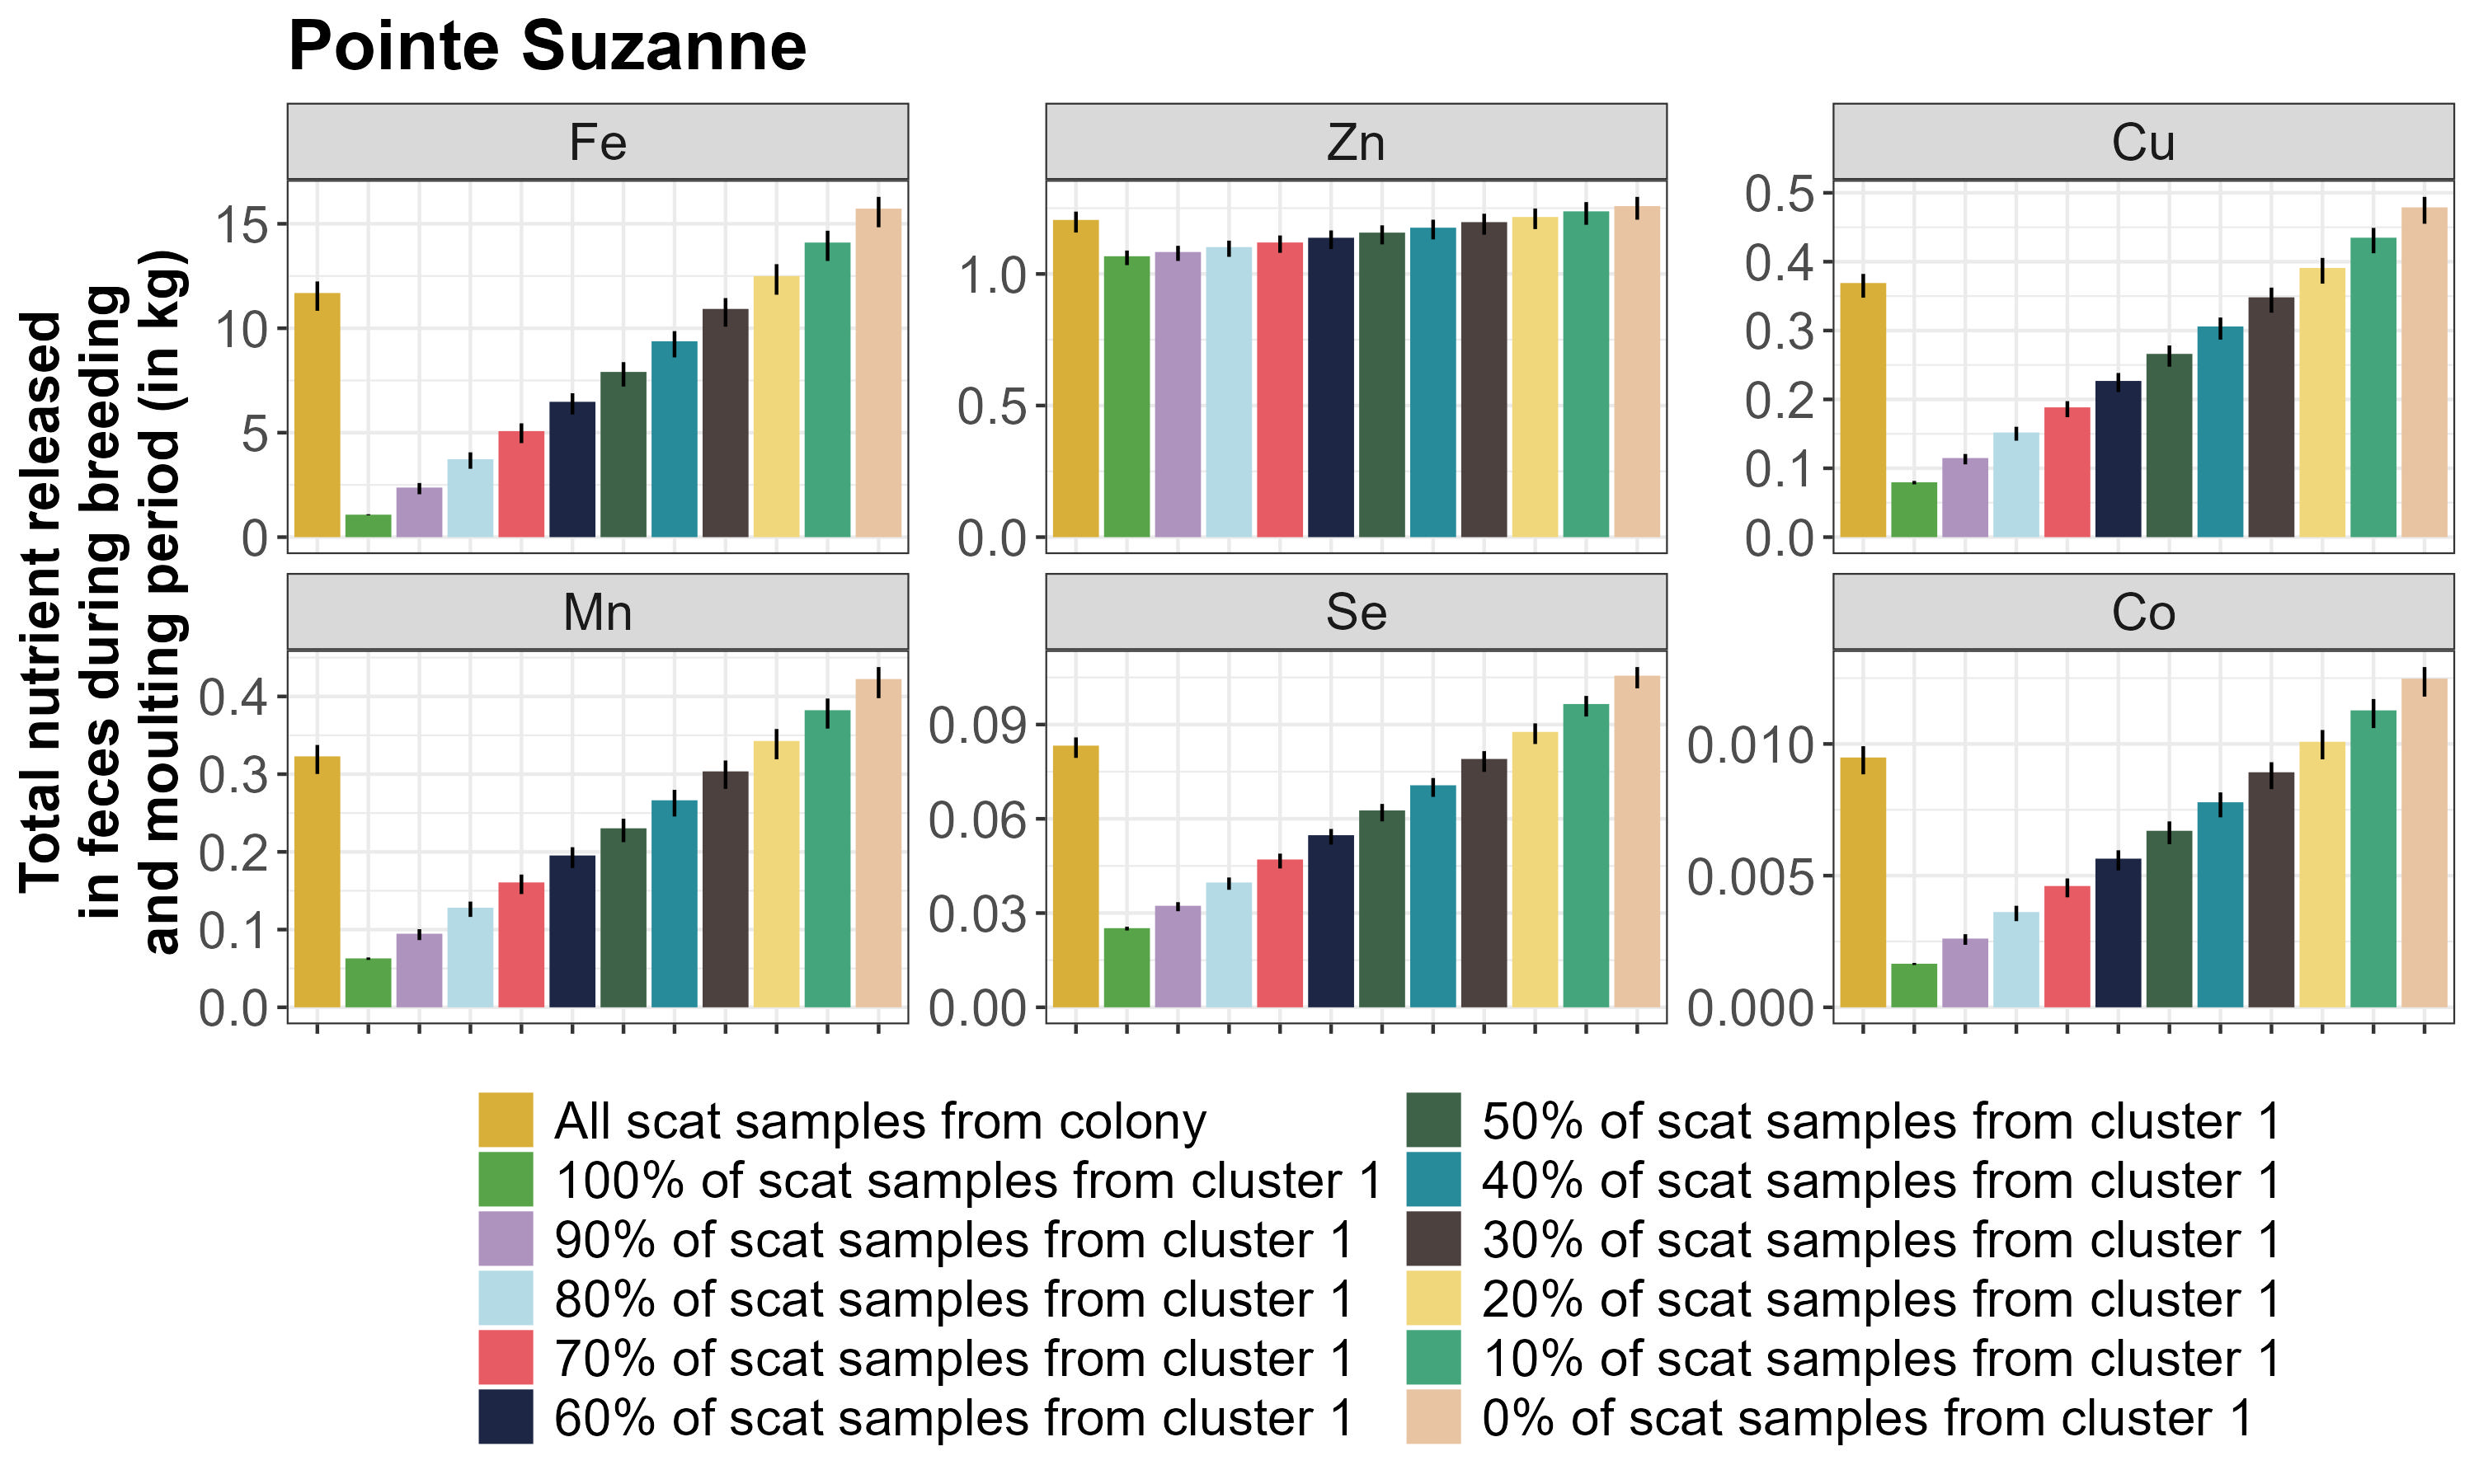 Pointe Suzanne
Total nutrient released
in feces during breeding
and moulting period (in kg)
Fe
15
10
5
0
Zn
1.0
0.5
0.0
Cu
0.5
0.4
0.3
0.2
0.1
0.0
Mn
0.4
0.3
0.2
0.1
0.0
Se
0.09
0.06
0.03
0.00
Co
0.010
0.005
0.000
All scat samples from colony
100% of scat samples from cluster 1
90% of scat samples from cluster 1
80% of scat samples from cluster 1
70% of scat samples from cluster 1
60% of scat samples from cluster 1
50% of scat samples from cluster 1
40% of scat samples from cluster 1
30% of scat samples from cluster 1
20% of scat samples from cluster 1
10% of scat samples from cluster 1
0% of scat samples from cluster 1